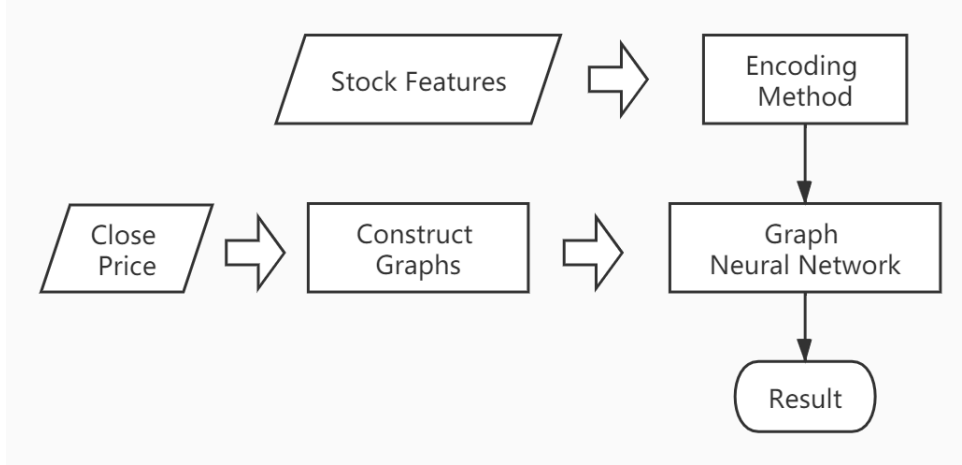 Stock Features
Encoding
Method
Close
Price
Construct
Graphs
Graph
Neural Network
Result